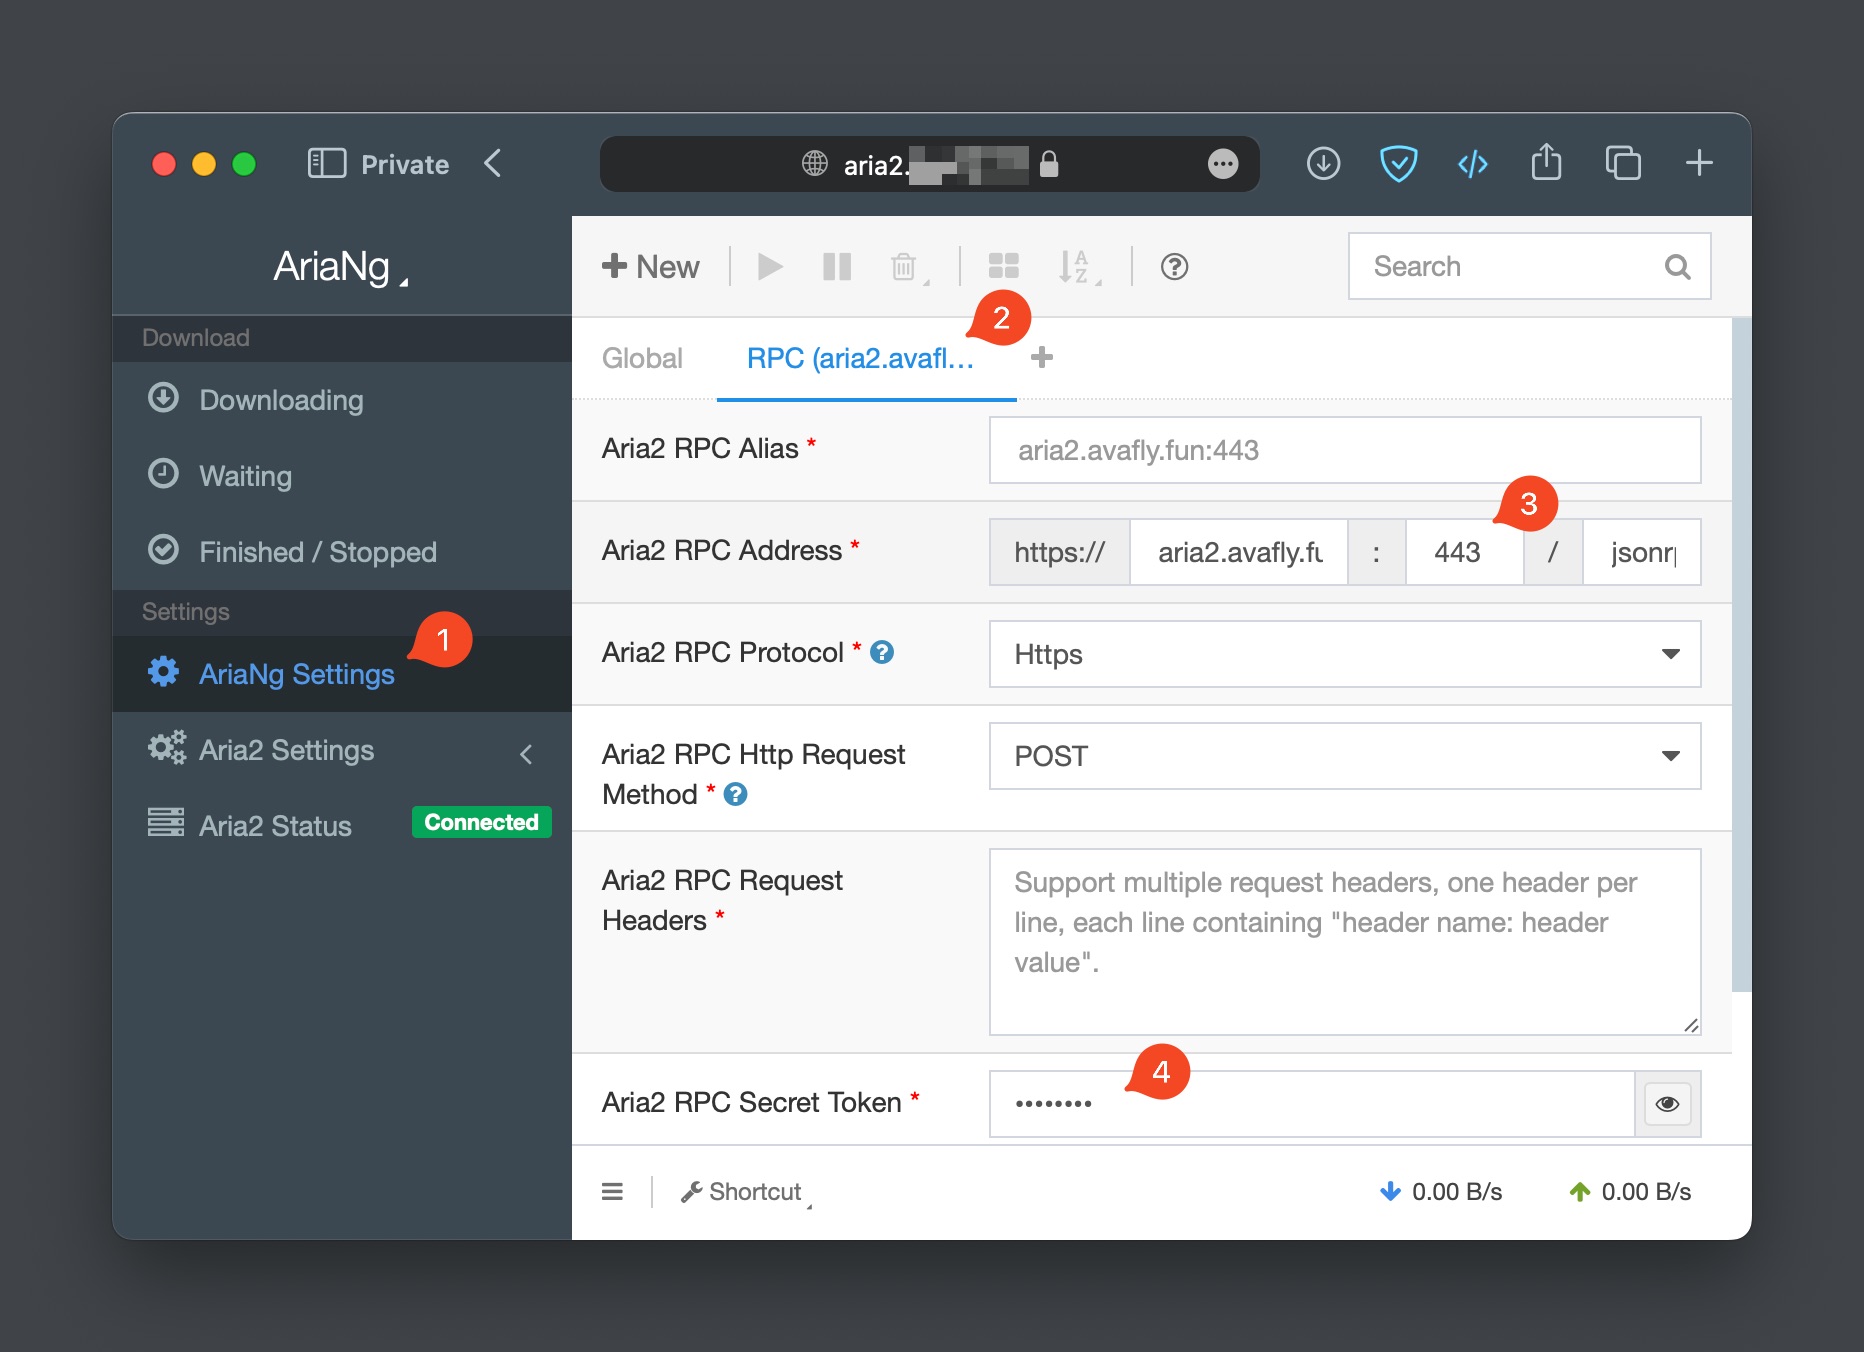 Private
aria2.
AriaNg
New
Search
Download
Downloading
Waiting
Finished / Stopped
Settings
1
AriaNg Settings
Aria2 Settings
Aria2 Status
Connected
2
Global
RPC (aria2.avafl...
Aria2 RPC Alias *
aria2.avafly.fun:443
3
Aria2 RPC Address *
https:// aria2.avafly.fu : 443 / jsonrp
Aria2 RPC Protocol *
Https
Aria2 RPC Http Request
Method *
POST
Aria2 RPC Request
Headers *
Support multiple request headers, one header per
line, each line containing "header name: header
value".
4
Aria2 RPC Secret Token *
••••••••
Shortcut
0.00 B/s
0.00 B/s